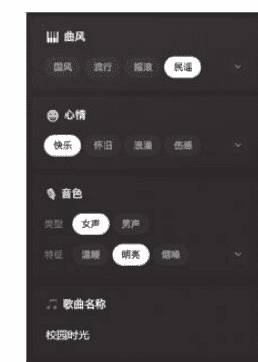 曲风
国风 流行 摇滚 民谣
心情
快乐 怀旧 浪漫 伤感
音色
类型 女声 男声
特征 温暖 明亮 烟嗓
歌曲名称
校园时光